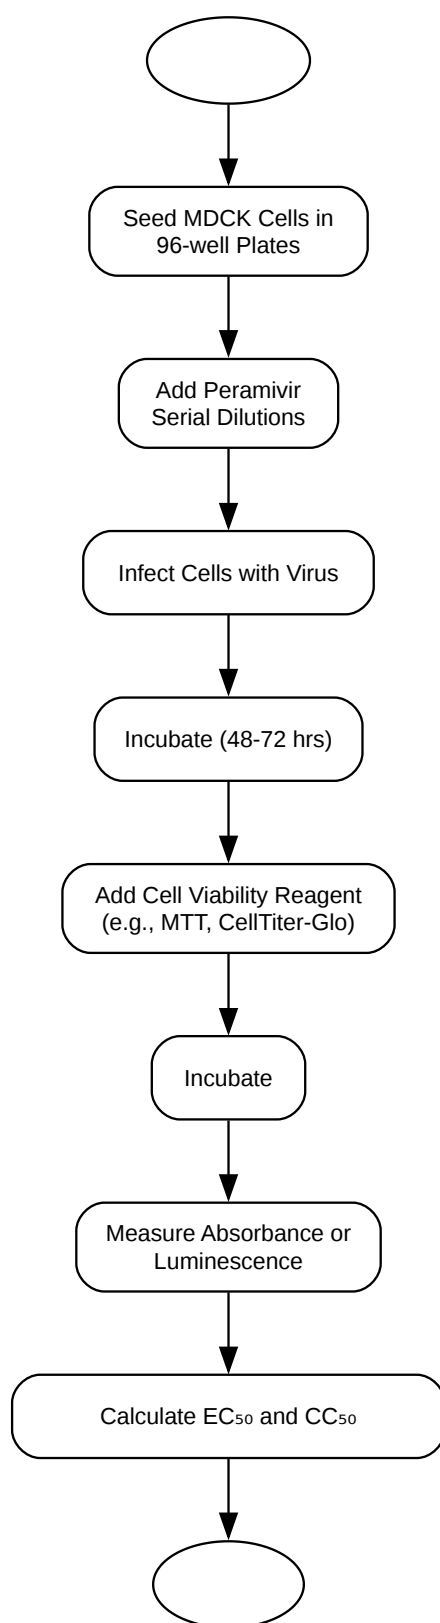 Seed MDCK Cells in
96-well Plates
Add Peramivir
Serial Dilutions
Infect Cells with Virus
Incubate (48-72 hrs)
Add Cell Viability Reagent
(e.g., MTT, CellTiter-Glo)
Incubate
Measure Absorbance or
Luminescence
Calculate EC₅₀ and CC₅₀